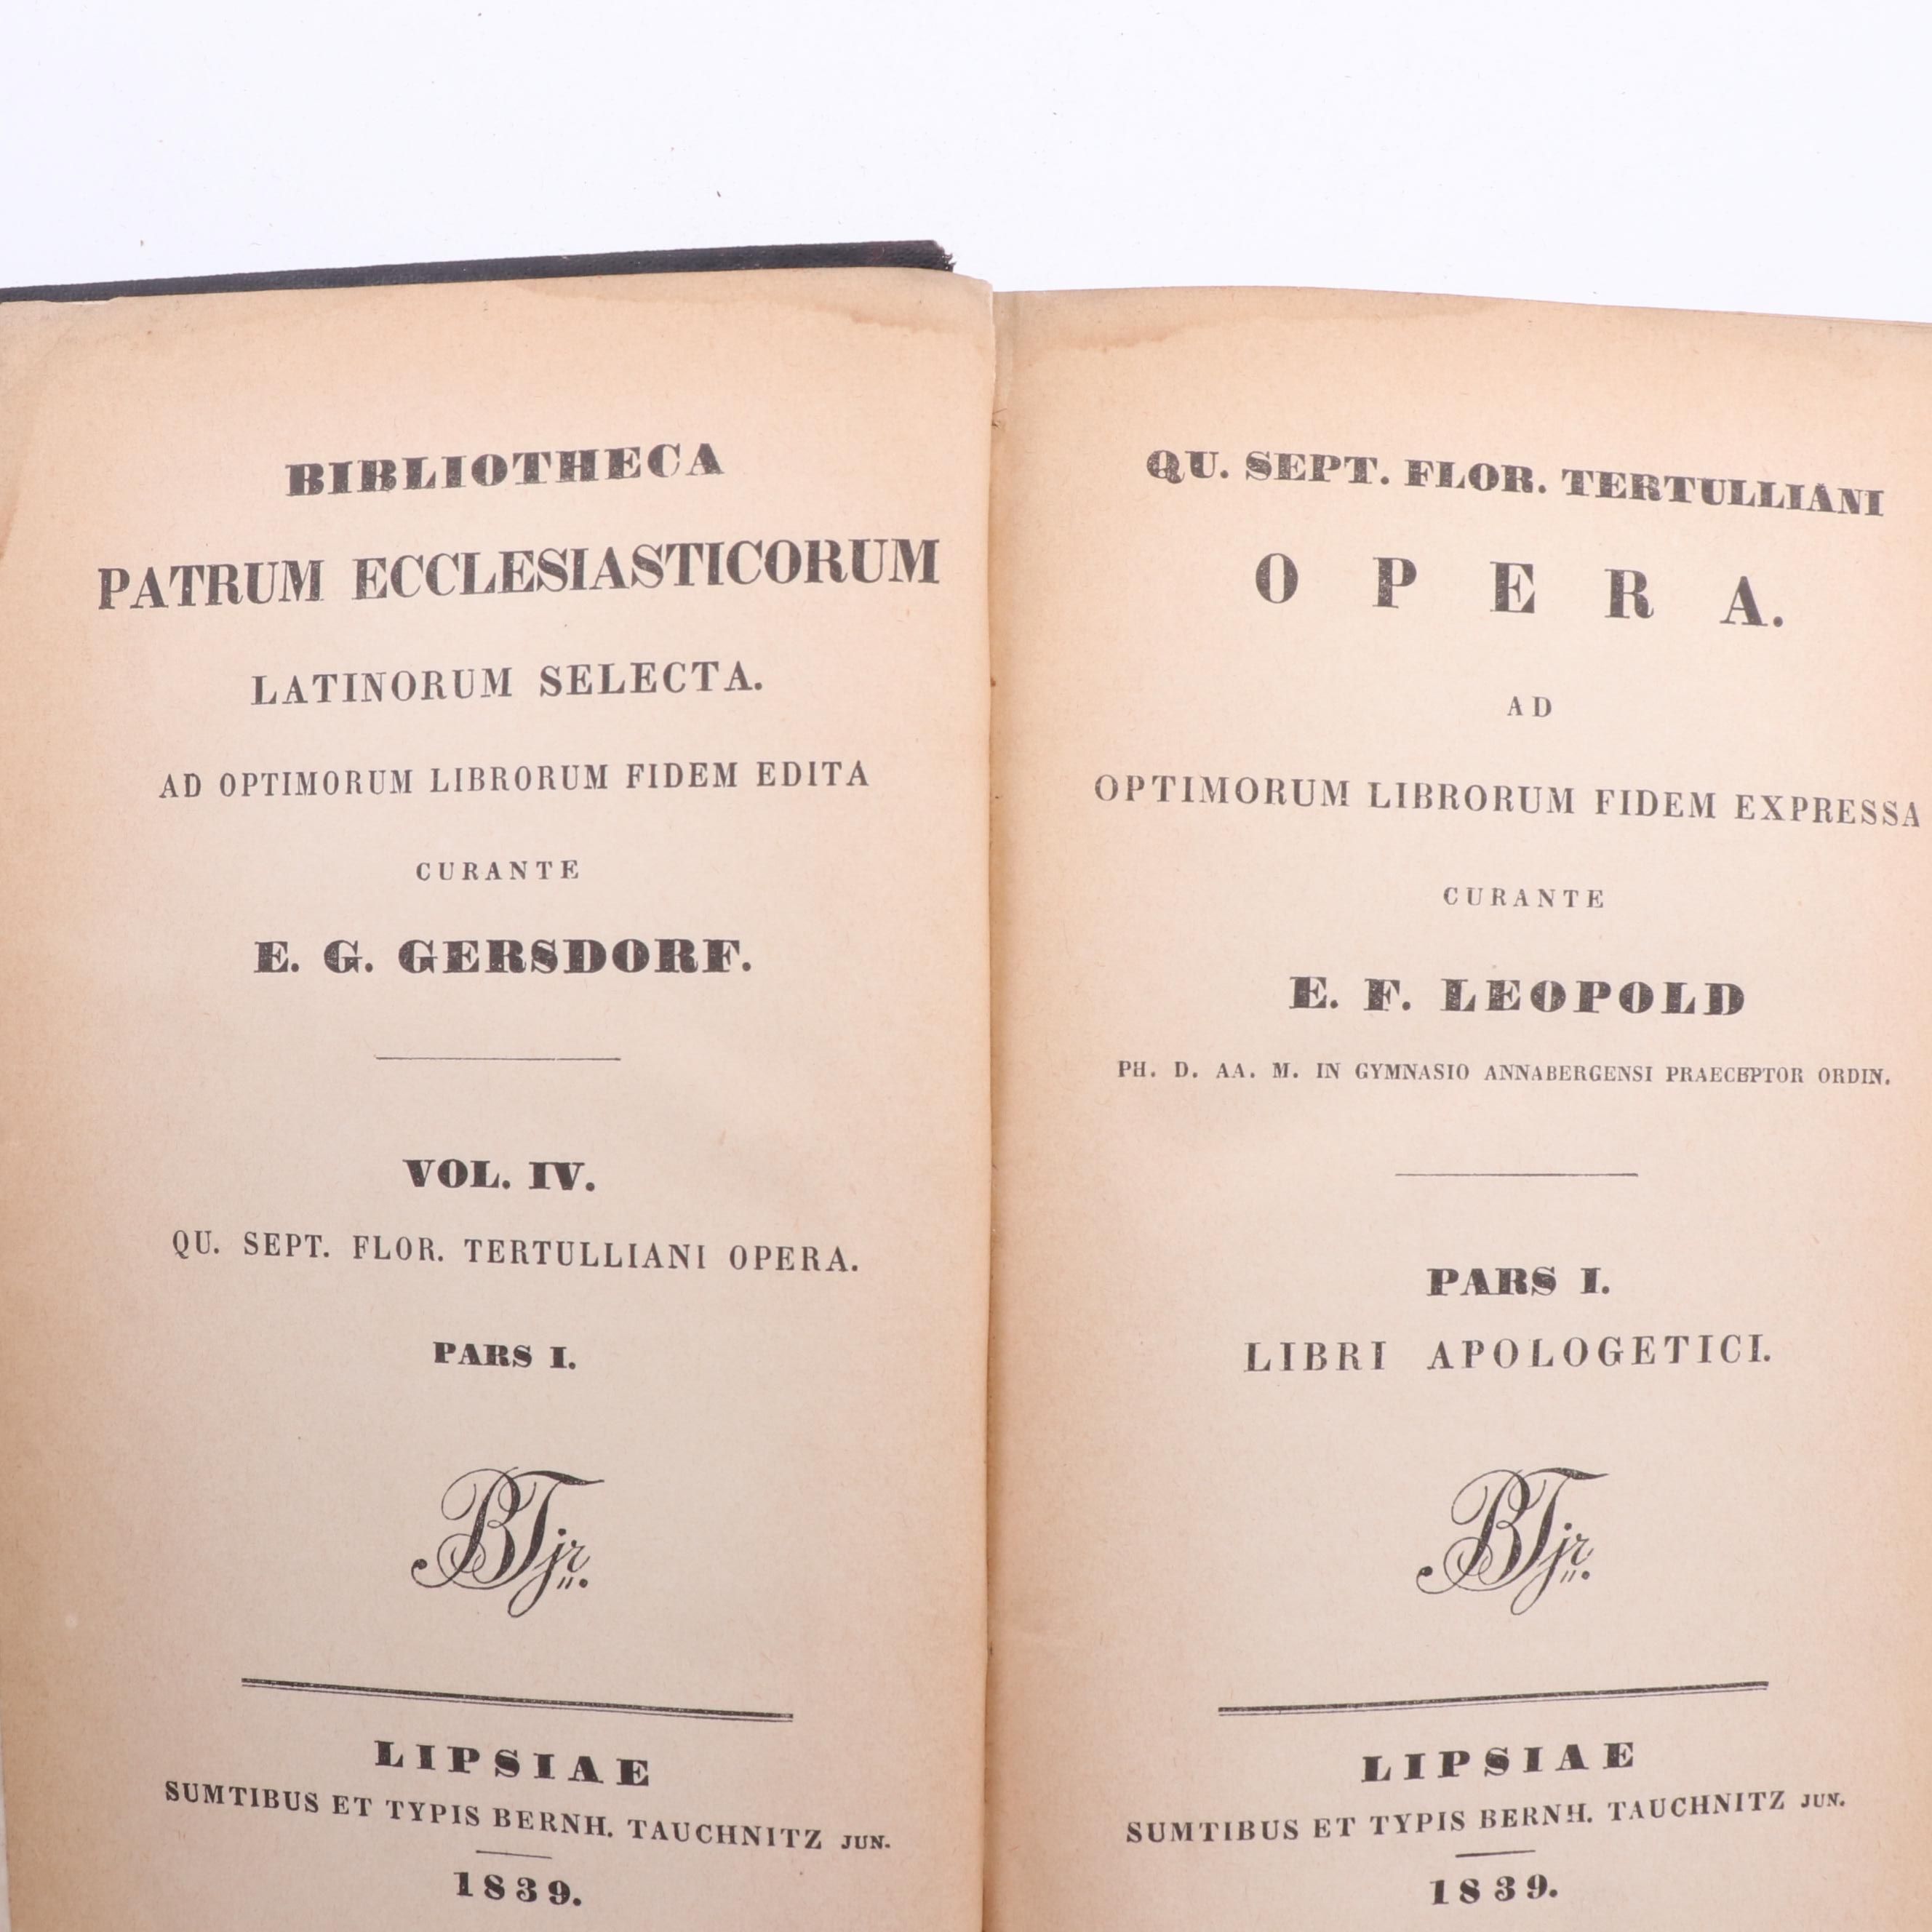 BIBLIOTHECA
PATRUM ECCLESIASTICORUM
LATINORUM SELECTA.
AD OPTIMORUM LIBRORUM FIDEM EDITA
CURANTE
E. G. GERSDORF.
VOL. IV.
QU. SEPT. FLOR. TERTULLIANI OPERA.
PARS I.
BTjr.
LIPSIAE
SUMTIBUS ET TYPIS BERNH. TAUCHNITZ JUN.
1839.
QU. SEPT. FLOR. TERTULLIANI
OPERA.
AD
OPTIMORUM LIBRORUM FIDEM EXPRESSA
CURANTE
E. F. LEOPOLD
PH. D. AA. M. IN GYMNASIO ANNABERGENSI PRAECEPTOR ORDIN.
PARS I.
LIBRI APOLOGETICI.
BTjr.
LIPSIAE
SUMTIBUS ET TYPIS BERNH. TAUCHNITZ JUN.
1839.